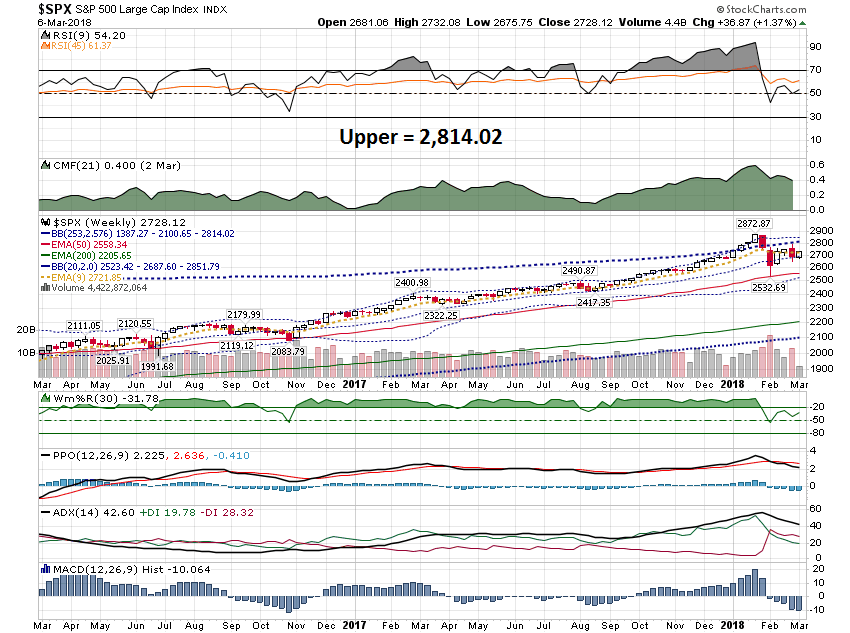 $SPX S&P 500 Large Cap Index INDX
© StockCharts.com
6-Mar-2018
Open 2681.06 High 2732.08 Low 2675.75 Close 2728.12 Volume 4.4B Chg +36.87 (+1.37%)
RSI(9) 54.20
RSI(45) 61.37
90
70
50
30
10
Upper = 2,814.02
CMF(21) 0.400 (2 Mar)
0.6
0.4
0.2
0.0
$SPX (Weekly) 2728.12
BB(253,2.576) 1387.27 - 2100.65 - 2814.02
EMA(50) 2558.34
EMA(200) 2205.65
BB(20,2.0) 2523.42 - 2687.60 - 2851.79
EMA(9) 2721.85
Volume 4,422,872,064
2872.87
2532.69
2490.87
2417.35
2400.98
2322.25
2179.99
2119.12
2083.79
2120.55
2111.05
2025.91
1991.68
20B
10B
2900
2800
2700
2600
2500
2400
2300
2200
2100
2000
1900
Mar Apr May Jun Jul Aug Sep Oct Nov Dec 2017 Feb Mar Apr May Jun Jul Aug Sep Oct Nov Dec 2018 Feb Mar
Wm%R(30) -31.78
-20
-50
-80
PPO(12,26,9) 2.225, 2.636, -0.410
4
2
0
ADX(14) 42.60 +DI 19.78 -DI 28.32
60
40
20
0
MACD(12,26,9) Hist -10.064
20
10
0
-10
Mar Apr May Jun Jul Aug Sep Oct Nov Dec 2017 Feb Mar Apr May Jun Jul Aug Sep Oct Nov Dec 2018 Feb Mar